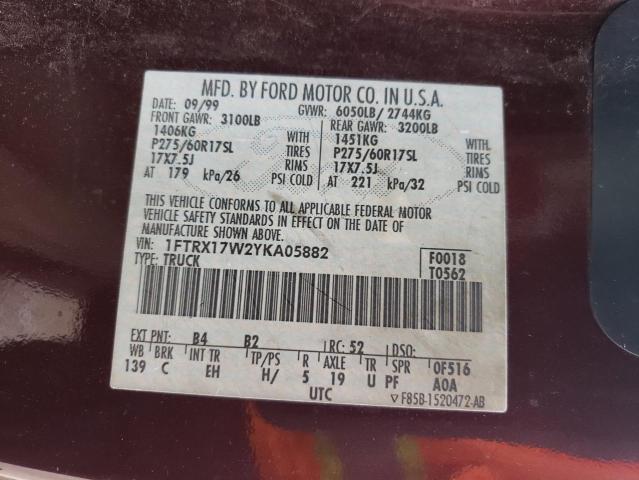 MFD. BY FORD MOTOR CO. IN U.S.A.
DATE: 09/99 GVWR: 6050LB/ 2744KG
FRONT GAWR: 3100LB REAR GAWR: 3200LB
1406KG WITH 1451KG WITH
P275/60R17SL TIRES P275/60R17SL TIRES
17X7.5J RIMS 17X7.5J RIMS
AT 179 kPa/26 PSI COLD AT 221 kPa/32 PSI COLD
THIS VEHICLE CONFORMS TO ALL APPLICABLE FEDERAL MOTOR
VEHICLE SAFETY STANDARDS IN EFFECT ON THE DATE OF
MANUFACTURE SHOWN ABOVE.
VIN: 1FTRX17W2YKA05882 F0018
TYPE: TRUCK T0562
EXT PNT: B4 B2 RC: 52 DSO:
WB BRK INT TR TP/PS R AXLE TR SPR 0F516
139 C EH H/ 5 19 U PF A0A
UTC
▽F85B-1520472-AB